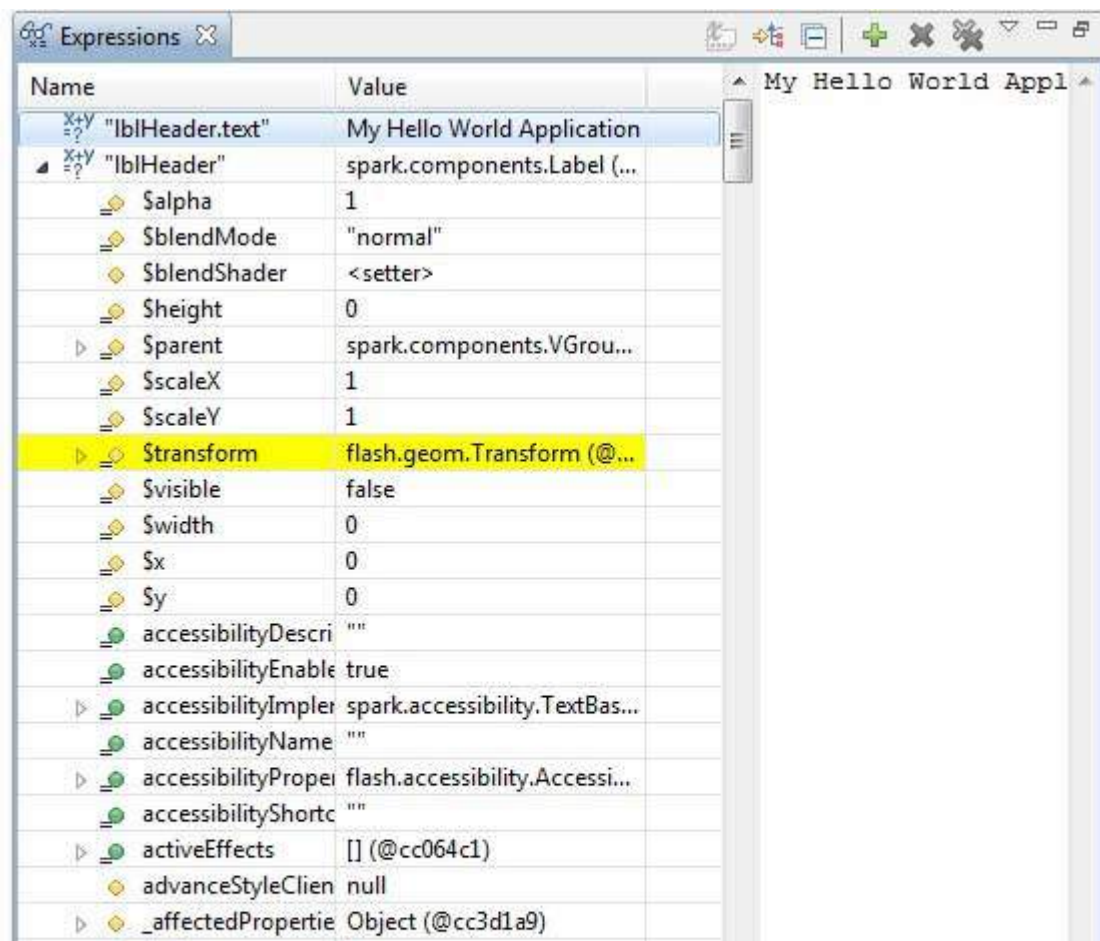 Expressions
Name Value
"lblHeader.text" My Hello World Application
"lblHeader" spark.components.Label (...
$alpha 1
$blendMode "normal"
$blendShader <setter>
$height 0
$parent spark.components.VGrou...
$scaleX 1
$scaleY 1
$transform flash.geom.Transform (@...
$visible false
$width 0
$x 0
$y 0
accessibilityDescri ""
accessibilityEnable true
accessibilityImpler spark.accessibility.TextBas...
accessibilityName ""
accessibilityProper flash.accessibility.Accessi...
accessibilityShortc ""
activeEffects [] (@cc064c1)
advanceStyleClien null
_affectedPropertie Object (@cc3d1a9)
My Hello World Appl